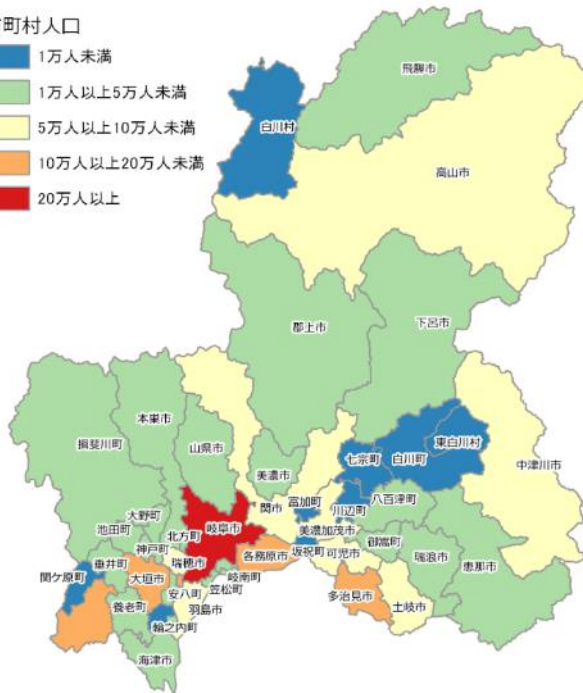 市町村人口
1万人未満
1万人以上5万人未満
5万人以上10万人未満
10万人以上20万人未満
20万人以上
飛騨市
白川村
高山市
郡上市
下呂市
本巣市
揖斐川町
山県市
東白川村
七宗町
白川町
中津川市
美濃市
大野町
池田町
北方町
岐阜市
関市
富加町
川辺町
八百津町
美濃加茂市
神戸町
瑞穂市
各務原市
坂祝町
可児市
御嵩町
瑞浪市
恵那市
関ケ原町
垂井町
大垣市
安八町
笠松町
岐南町
多治見市
土岐市
養老町
羽島市
輪之内町
海津市